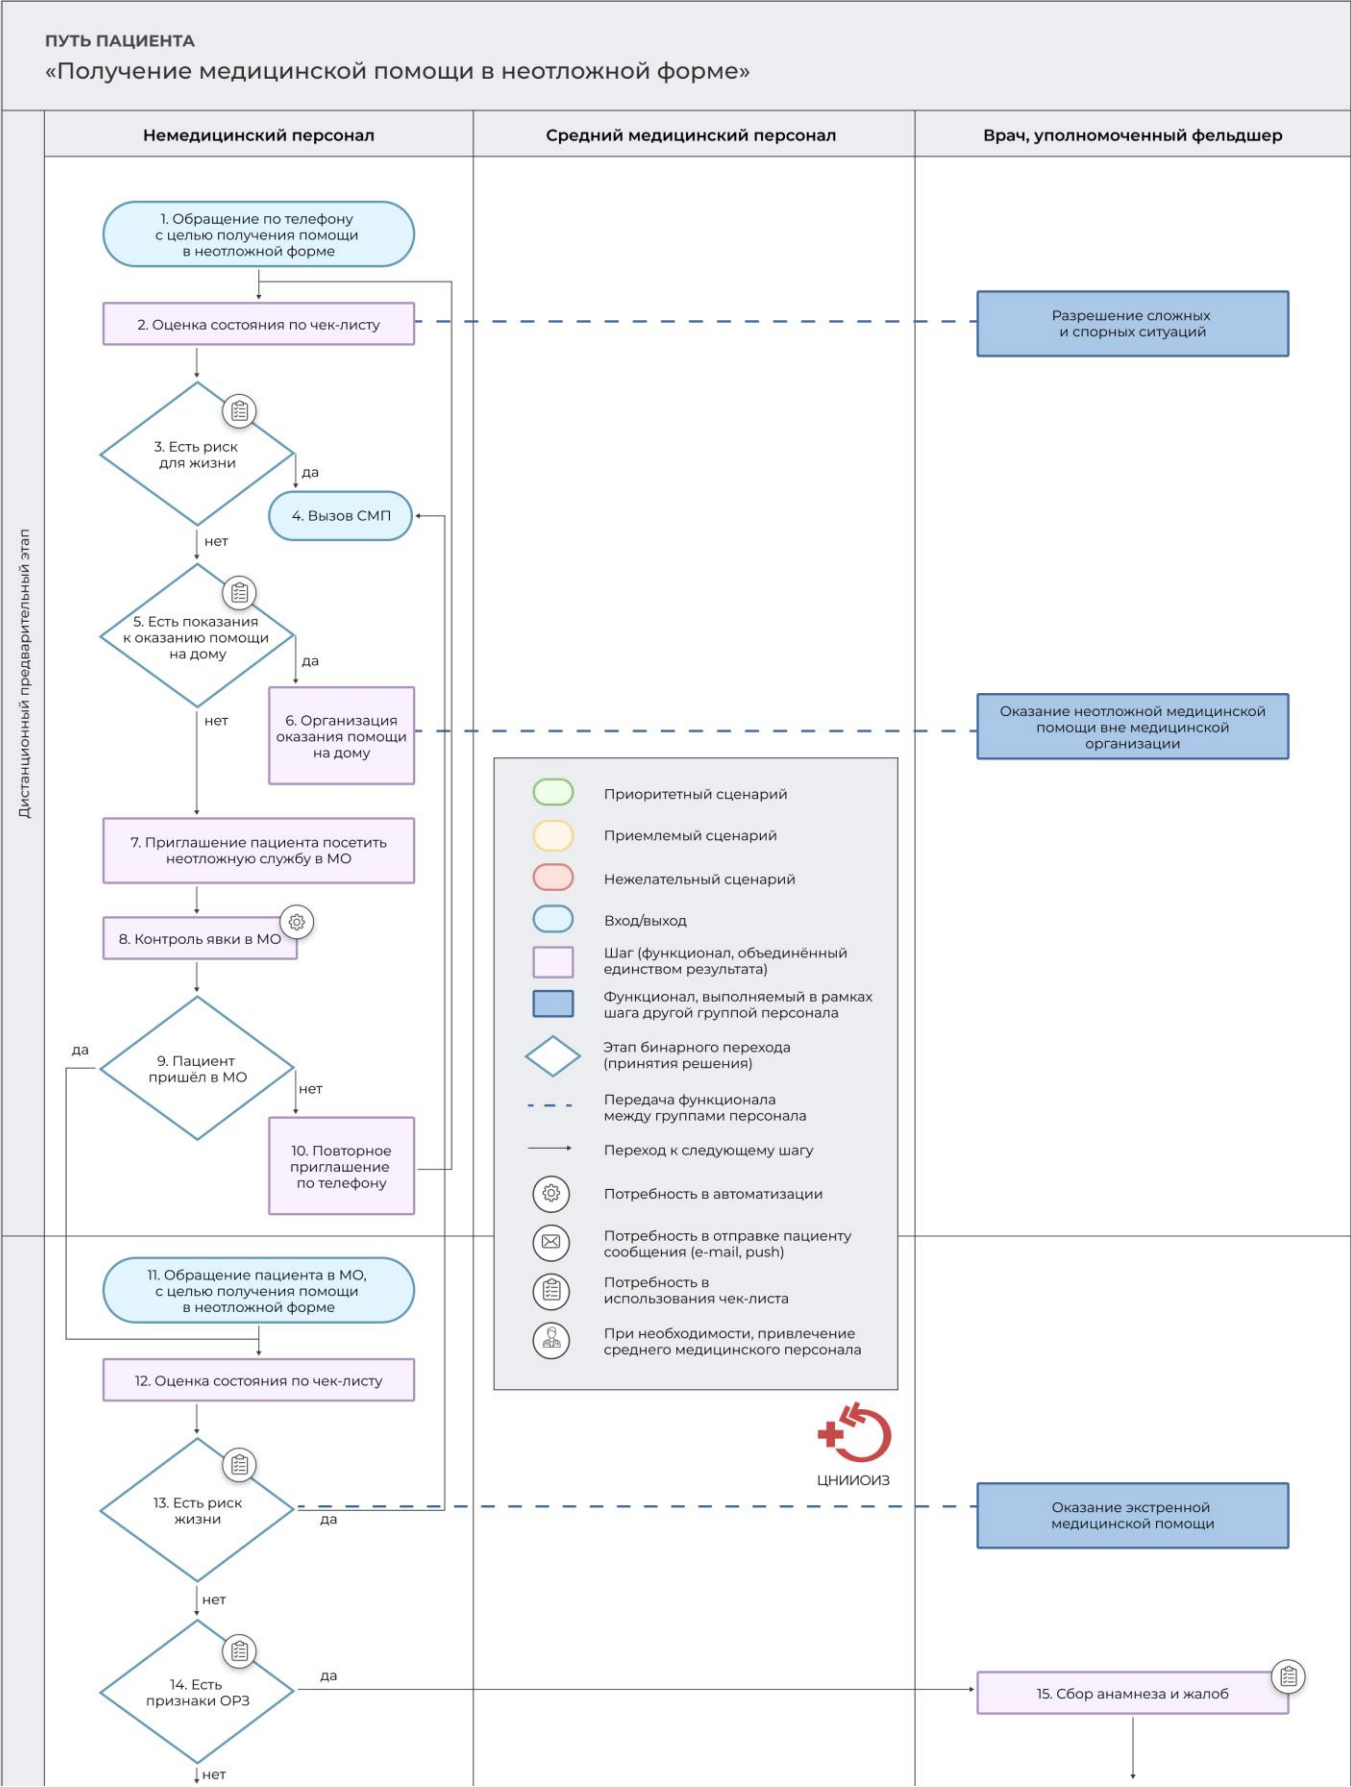 ПУТЬ ПАЦИЕНТА
«Получение медицинской помощи в неотложной форме»
Немедицинский персонал
Средний медицинский персонал
Врач, уполномоченный фельдшер
Дистанционный предварительный этап
1. Обращение по телефону
с целью получения помощи
в неотложной форме
2. Оценка состояния по чек-листу
Разрешение сложных
и спорных ситуаций
3. Есть риск
для жизни
да
4. Вызов СМП
нет
5. Есть показания
к оказанию помощи
на дому
да
нет
6. Организация
оказания помощи
на дому
Оказание неотложной медицинской
помощи вне медицинской
организации
7. Приглашение пациента посетить
неотложную службу в МО
8. Контроль явки в МО
9. Пациент
пришёл в МО
да
нет
10. Повторное
приглашение
по телефону
Приоритетный сценарий
Приемлемый сценарий
Нежелательный сценарий
Вход/выход
Шаг (функционал, объединённый
единством результата)
Функционал, выполняемый в рамках
шага другой группой персонала
Этап бинарного перехода
(принятия решения)
Передача функционала
между группами персонала
Переход к следующему шагу
Потребность в автоматизации
Потребность в отправке пациенту
сообщения (e-mail, push)
Потребность в
использования чек-листа
При необходимости, привлечение
среднего медицинского персонала
11. Обращение пациента в МО,
с целью получения помощи
в неотложной форме
12. Оценка состояния по чек-листу
ЦНИИОИЗ
13. Есть риск
жизни
да
Оказание экстренной
медицинской помощи
нет
14. Есть
признаки ОРЗ
да
15. Сбор анамнеза и жалоб
нет